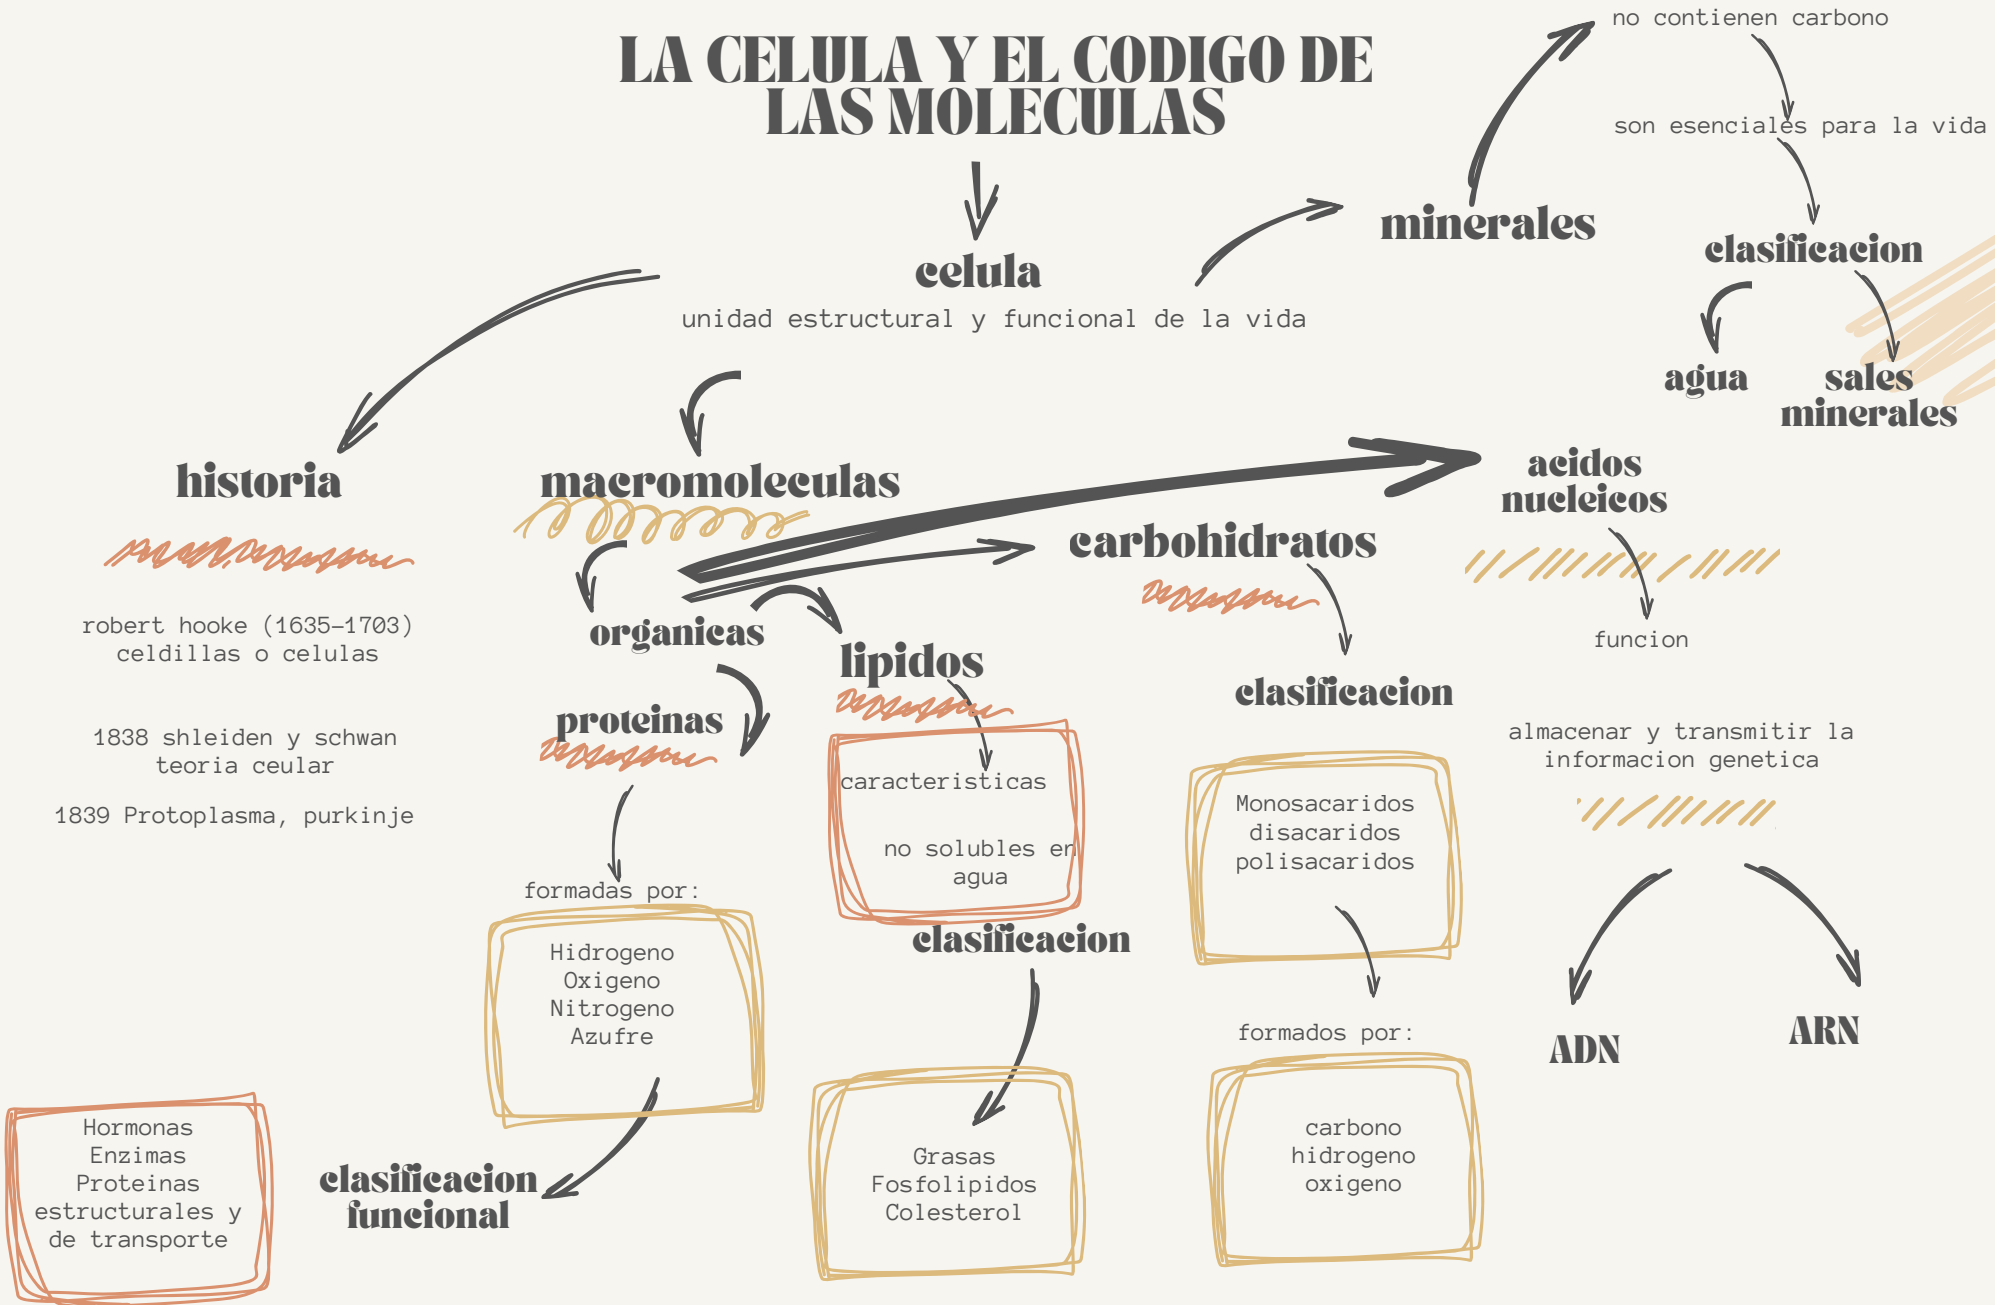 LA CELULA Y EL CODIGO DE
LAS MOLECULAS
celula
unidad estructural y funcional de la vida
minerales
no contienen carbono
son esenciales para la vida
clasificacion
agua
sales
minerales
historia
robert hooke (1635-1703)
celdillas o celulas
1838 shleiden y schwan
teoria ceular
1839 Protoplasma, purkinje
macromoleculas
organicas
proteinas
formadas por:
Hidrogeno
Oxigeno
Nitrogeno
Azufre
clasificacion
funcional
Hormonas
Enzimas
Proteinas
estructurales y
de transporte
lipidos
caracteristicas
no solubles en
agua
clasificacion
Grasas
Fosfolipidos
Colesterol
carbohidratos
clasificacion
Monosacaridos
disacaridos
polisacaridos
formados por:
carbono
hidrogeno
oxigeno
acidos
nucleicos
funcion
almacenar y transmitir la
informacion genetica
ADN
ARN